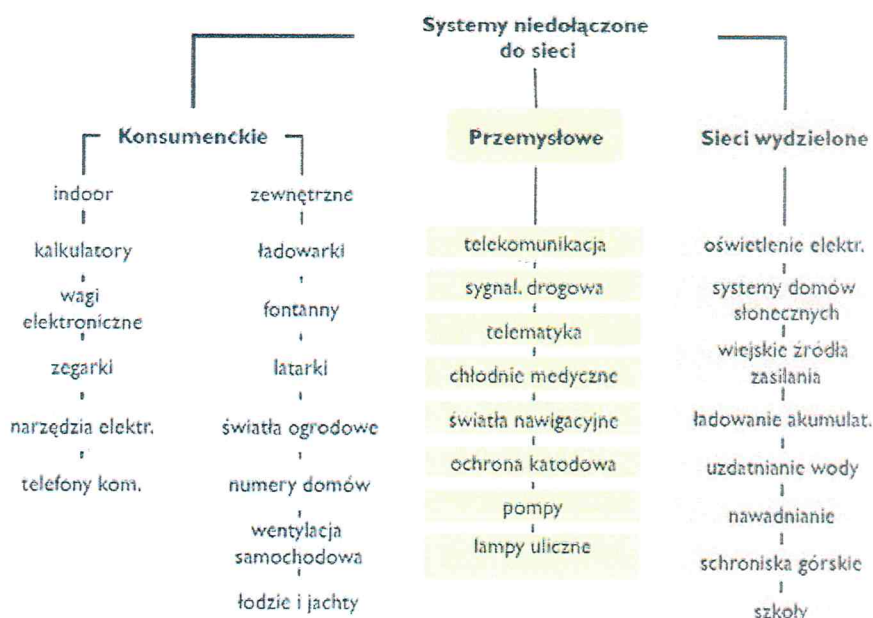 Systemy niedołączone
do sieci
Konsumenckie
indoor
kalkulatory
wagi
elektroniczne
zegarki
narzędzia elektr.
telefony kom.
zewnętrzne
ładowarki
fontanny
latarki
światła ogrodowe
numery domów
wentylacja
samochodowa
łodzie i jachty
Przemysłowe
telekomunikacja
sygnal. drogowa
telematyka
chłodnie medyczne
światła nawigacyjne
ochrona katodowa
pompy
lampy uliczne
Sieci wydzielone
oświetlenie elektr.
systemy domów
słonecznych
wiejskie źródła
zasilania
ładowanie akumulat.
uzdatnianie wody
nawadnianie
schroniska górskie
szkoły